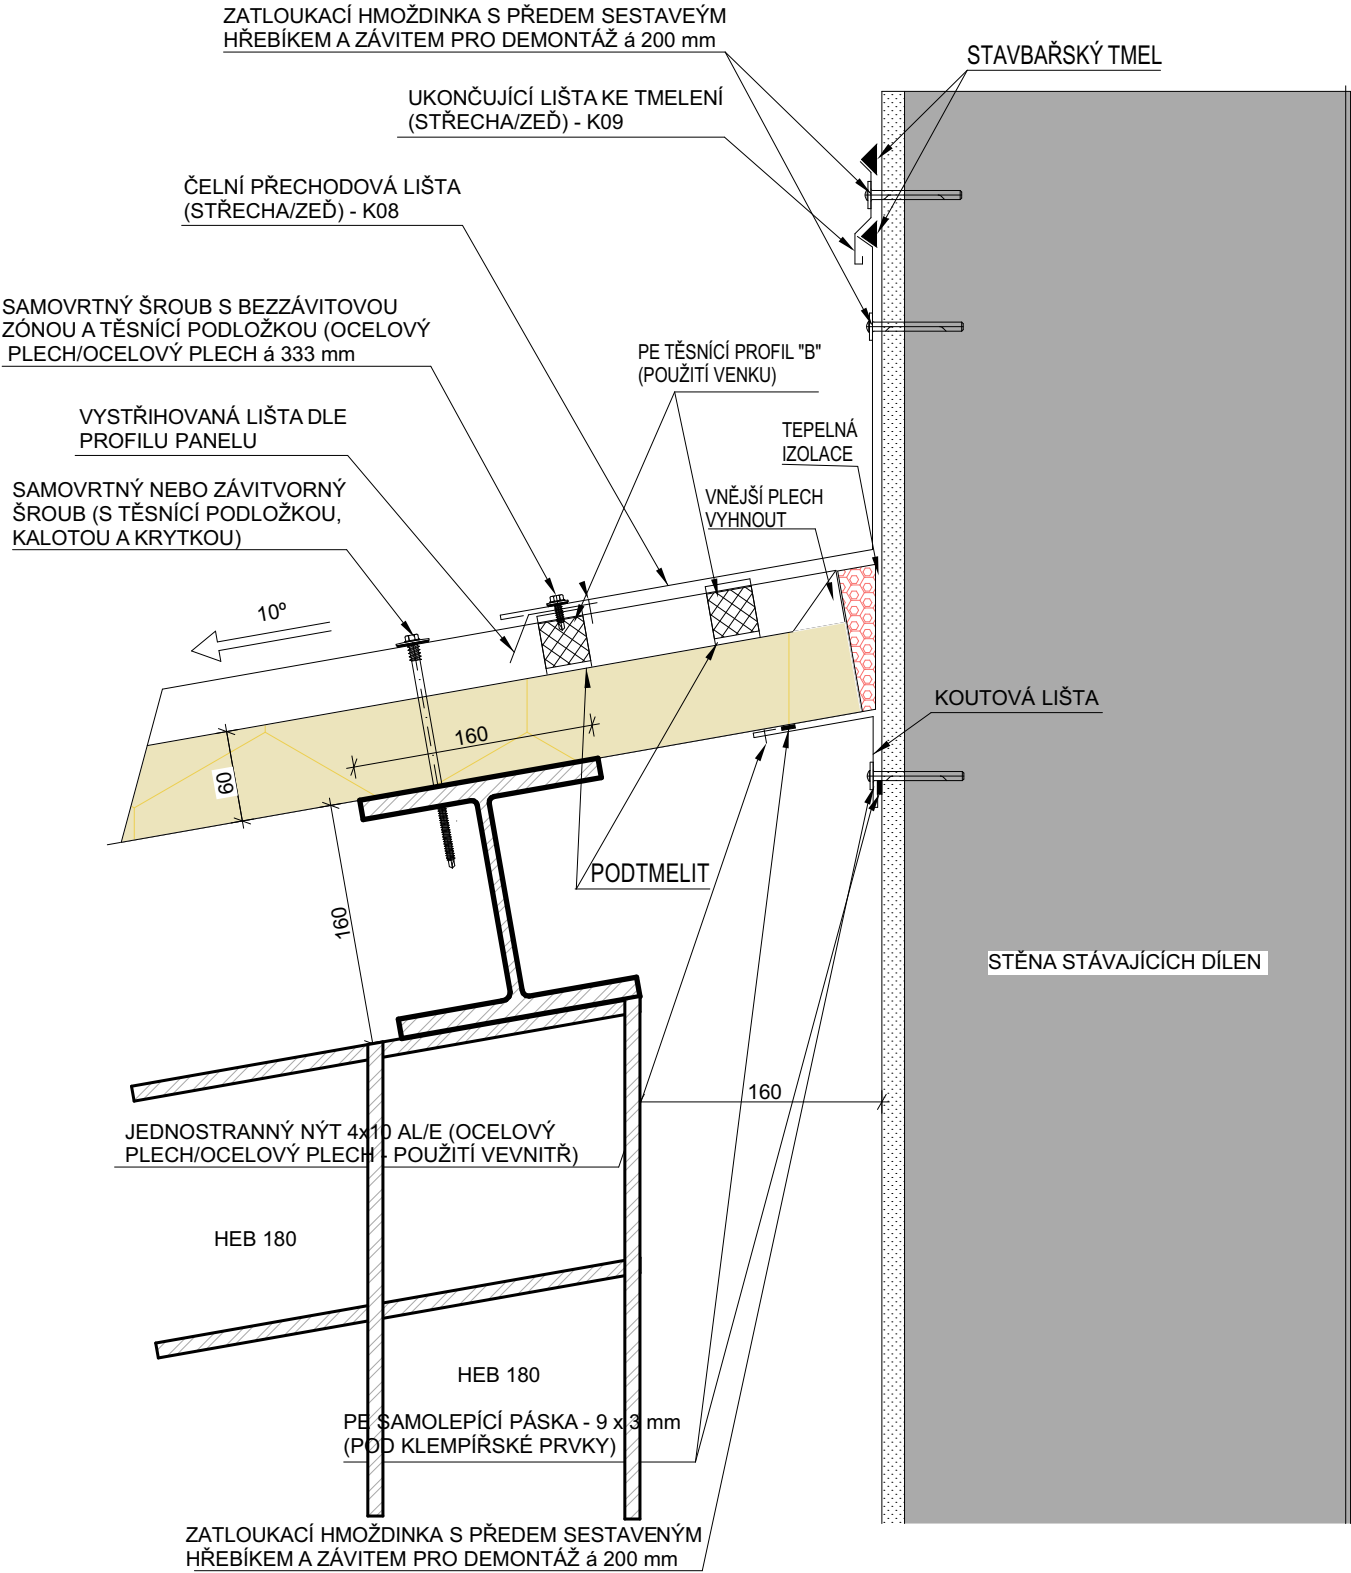 ZATLOUKACÍ HMOŽDINKA S PŘEDEM SESTAVEÝM
HŘEBÍKEM A ZÁVITEM PRO DEMONTÁŽ á 200 mm
STAVBAŘSKÝ TMEL
UKONČUJÍCÍ LIŠTA KE TMELENÍ
(STŘECHA/ZEĎ) - K09
ČELNÍ PŘECHODOVÁ LIŠTA
(STŘECHA/ZEĎ) - K08
SAMOVRTNÝ ŠROUB S BEZZÁVITOVOU
ZÓNOU A TĚSNÍCÍ PODLOŽKOU (OCELOVÝ
PLECH/OCELOVÝ PLECH á 333 mm
PE TĚSNÍCÍ PROFIL "B"
(POUŽITÍ VENKU)
VYSTŘIHOVANÁ LIŠTA DLE
PROFILU PANELU
TEPELNÁ
IZOLACE
SAMOVRTNÝ NEBO ZÁVITVORNÝ
ŠROUB (S TĚSNÍCÍ PODLOŽKOU,
KALOTOU A KRYTKOU)
VNĚJŠÍ PLECH
VYHNOUT
10º
KOUTOVÁ LIŠTA
160
60
PODTMELIT
160
STĚNA STÁVAJÍCÍCH DÍLEN
160
JEDNOSTRANNÝ NÝT 4x10 AL/E (OCELOVÝ
PLECH/OCELOVÝ PLECH - POUŽITÍ VEVNITŘ)
HEB 180
HEB 180
PE SAMOLEPÍCÍ PÁSKA - 9 x 3 mm
(POD KLEMPÍŘSKÉ PRVKY)
ZATLOUKACÍ HMOŽDINKA S PŘEDEM SESTAVENÝM
HŘEBÍKEM A ZÁVITEM PRO DEMONTÁŽ á 200 mm